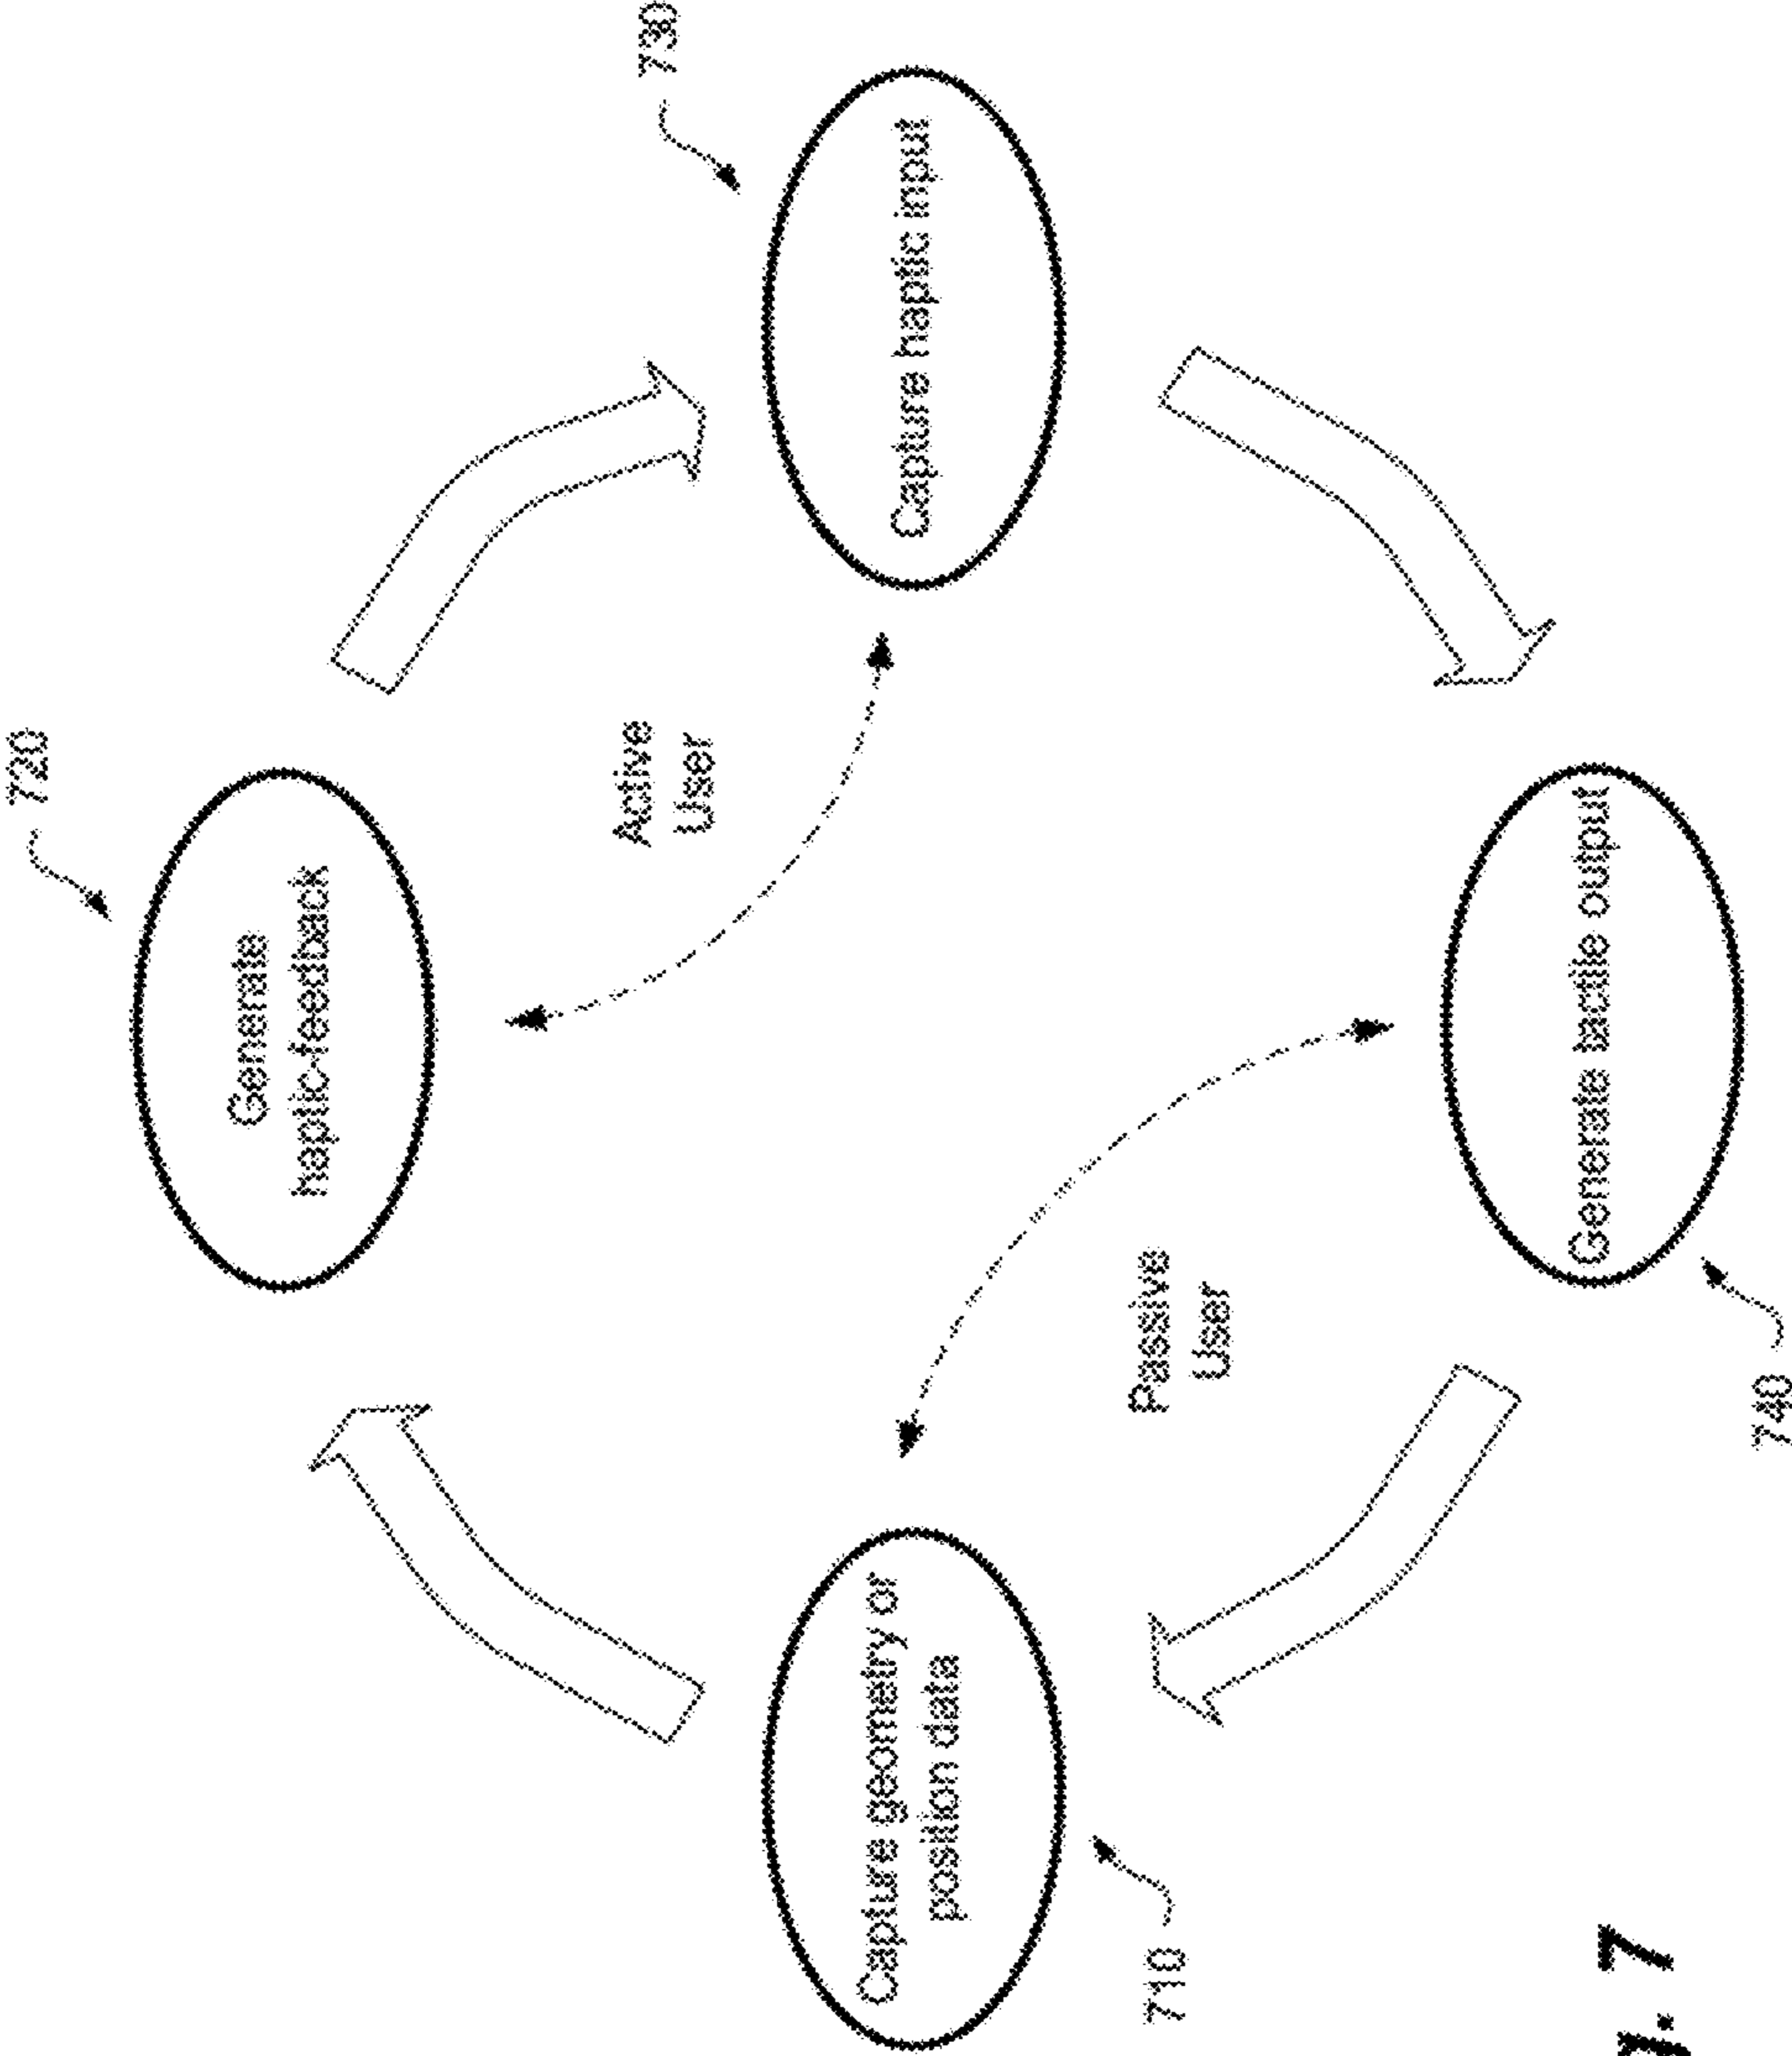 720
Generate
haptic-feedback
730
Active
User
Capture haptic input
Capture geometry or
position data
710
Passive
User
Generate tactile output
740
7